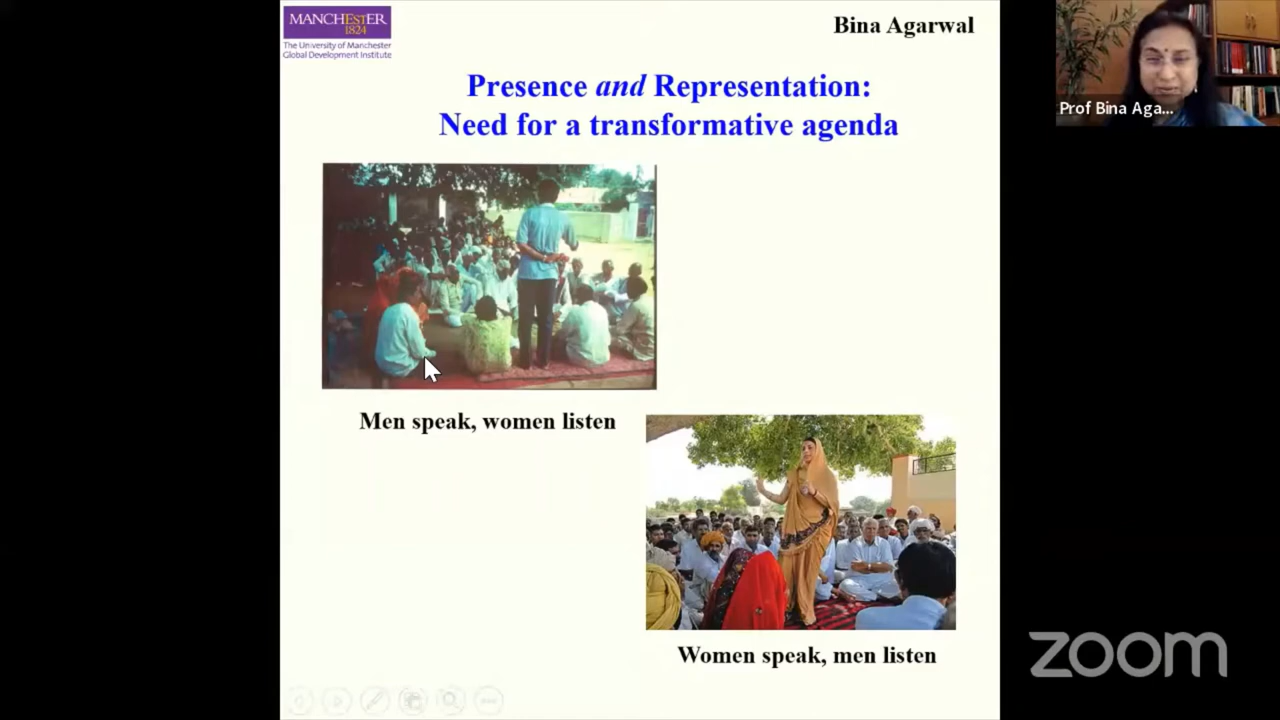 MANCHESTER
1824
The University of Manchester
Global Development Institute
Bina Agarwal
Presence and Representation:
Need for a transformative agenda
Prof Bina Aga...
Men speak, women listen
Women speak, men listen
zoom